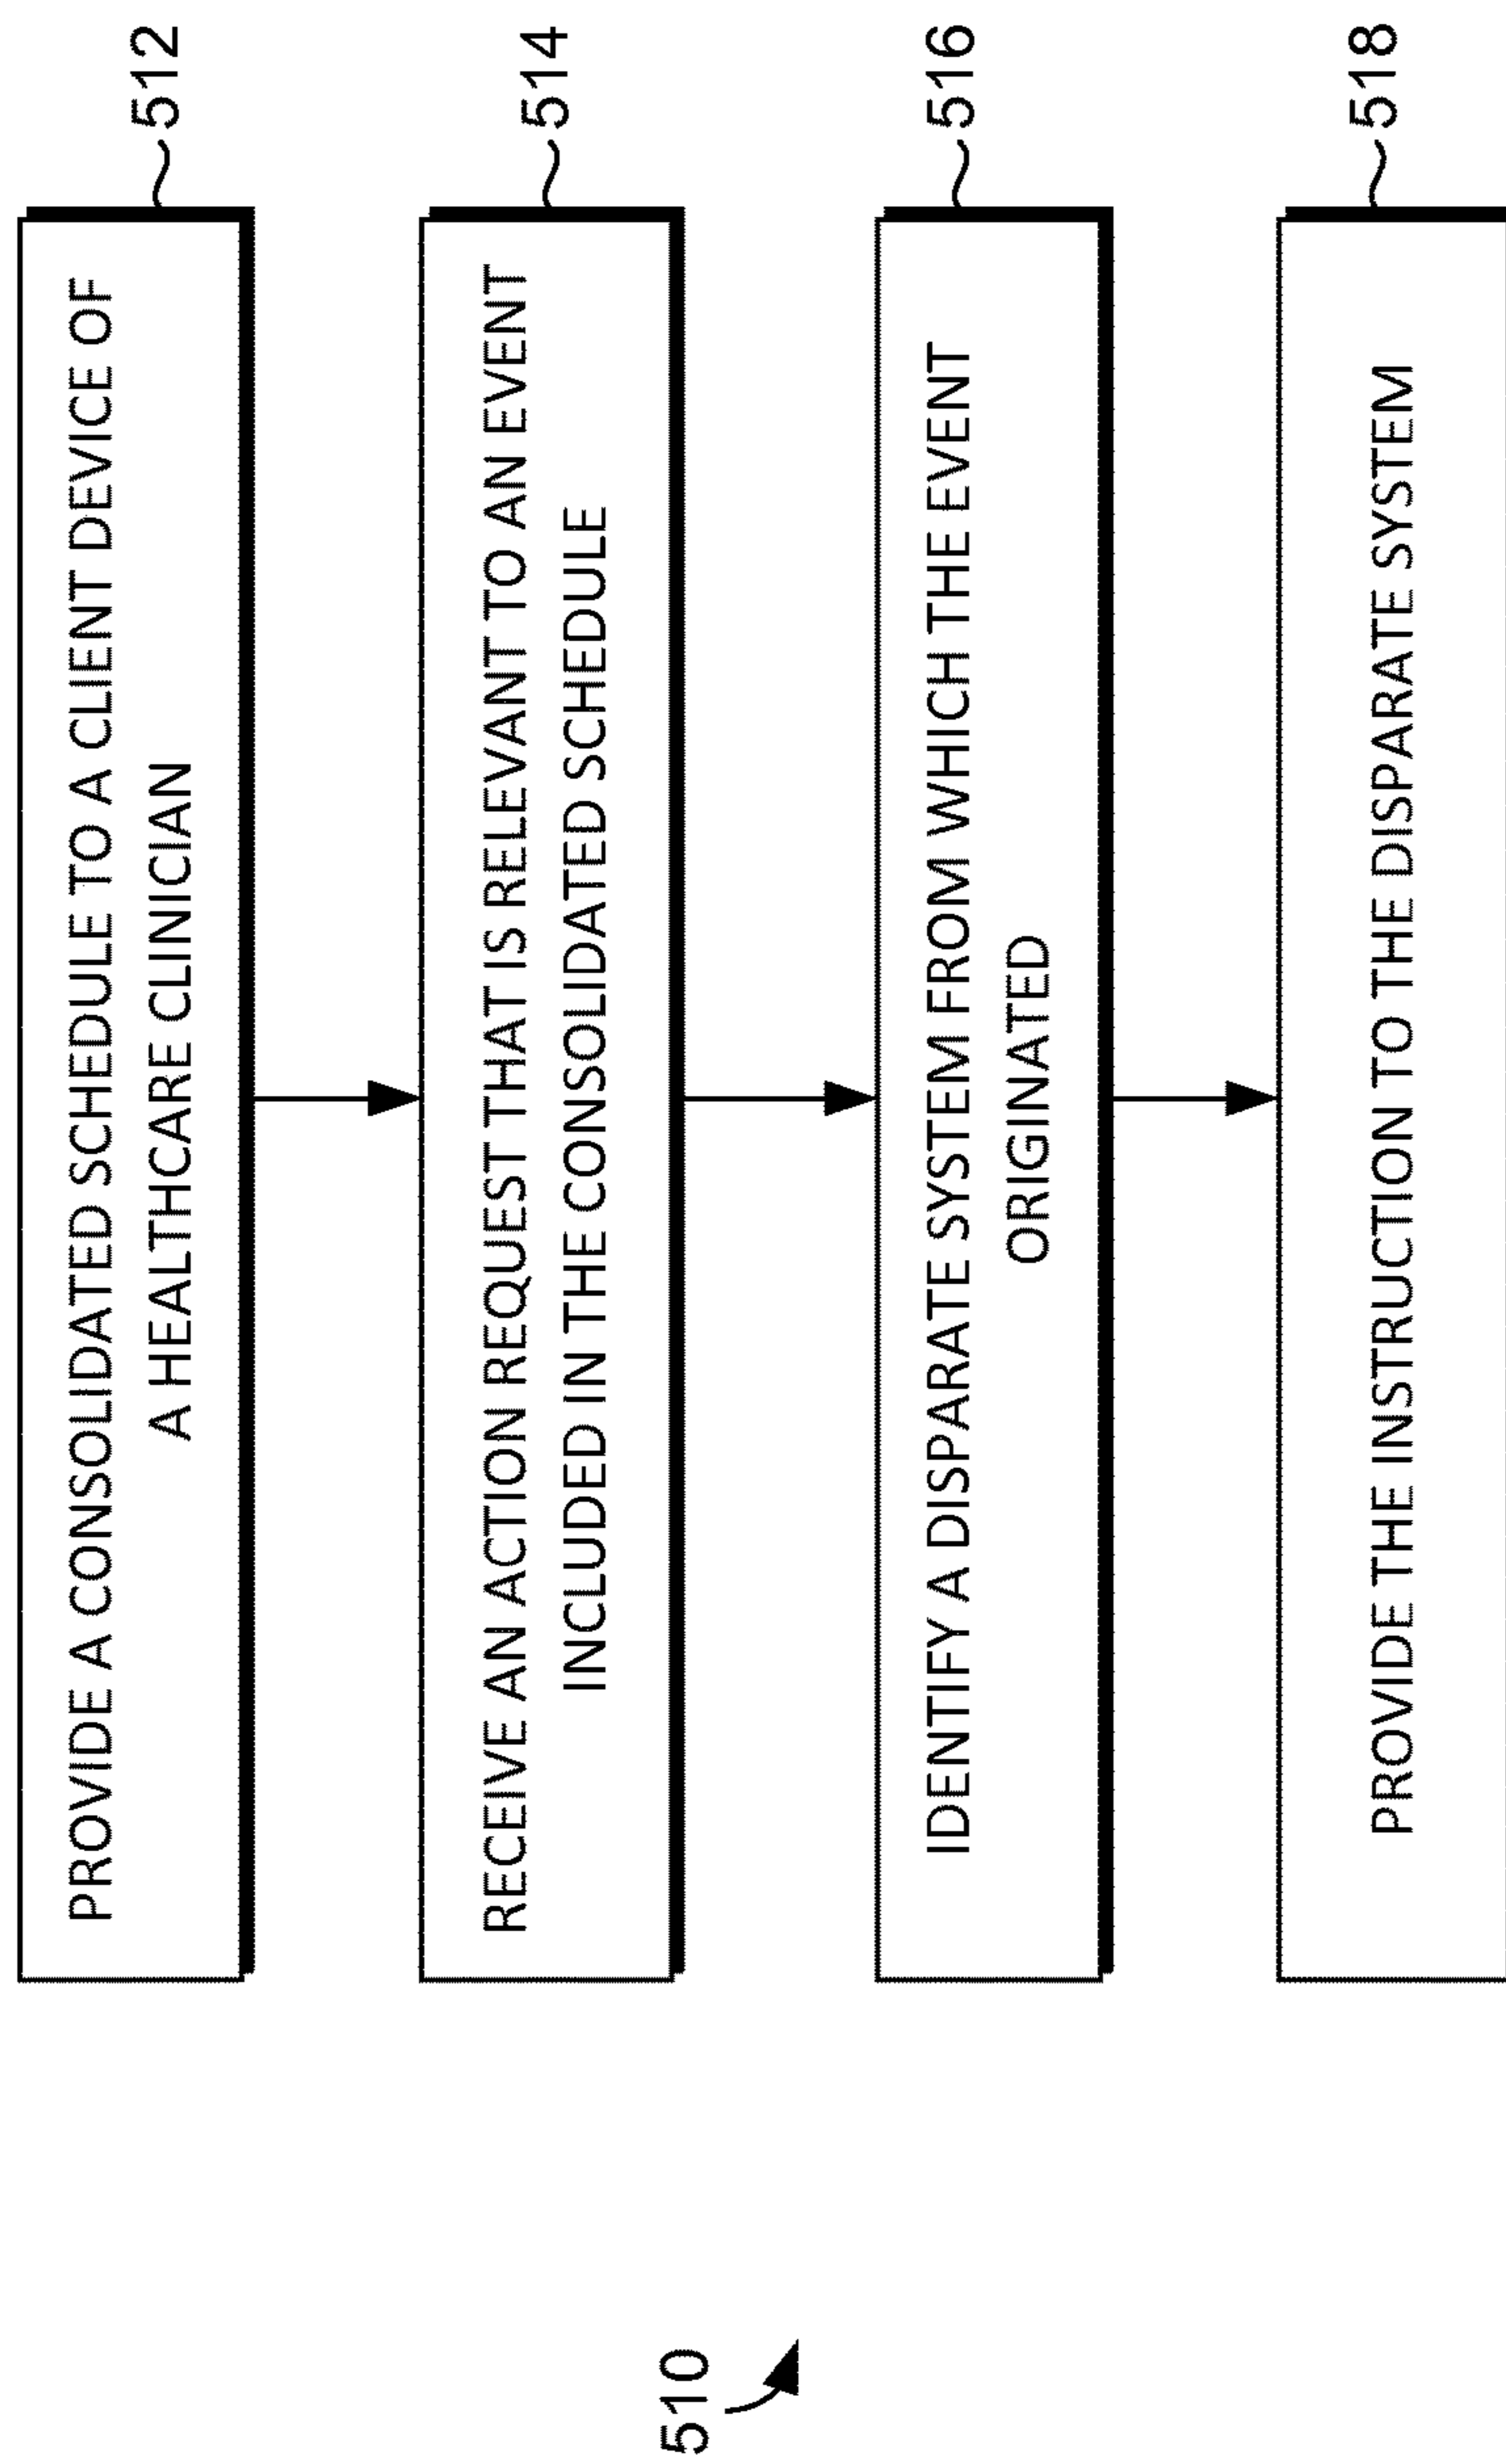 510
PROVIDE A CONSOLIDATED SCHEDULE TO A CLIENT DEVICE OF
A HEALTHCARE CLINICIAN
512
RECEIVE AN ACTION REQUEST THAT IS RELEVANT TO AN EVENT
INCLUDED IN THE CONSOLIDATED SCHEDULE
514
IDENTIFY A DISPARATE SYSTEM FROM WHICH THE EVENT
ORIGINATED
516
PROVIDE THE INSTRUCTION TO THE DISPARATE SYSTEM
518